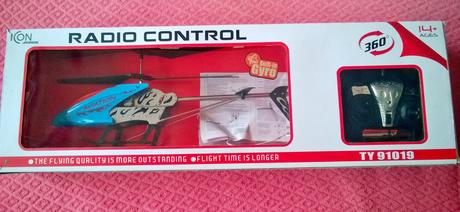 ICON
RADIO CONTROL
360°
14+
AGES
Gyro
●THE FLYING QUALITY IS MORE OUTSTANDING ●FLIGHT TIME IS LONGER
TY 91019